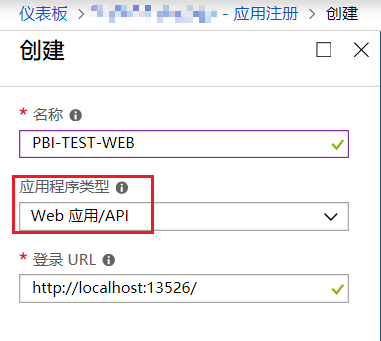 仪表板 - 应用注册 创建
创建
* 名称
PBI-TEST-WEB
应用程序类型
Web 应用/API
* 登录 URL
http://localhost:13526/